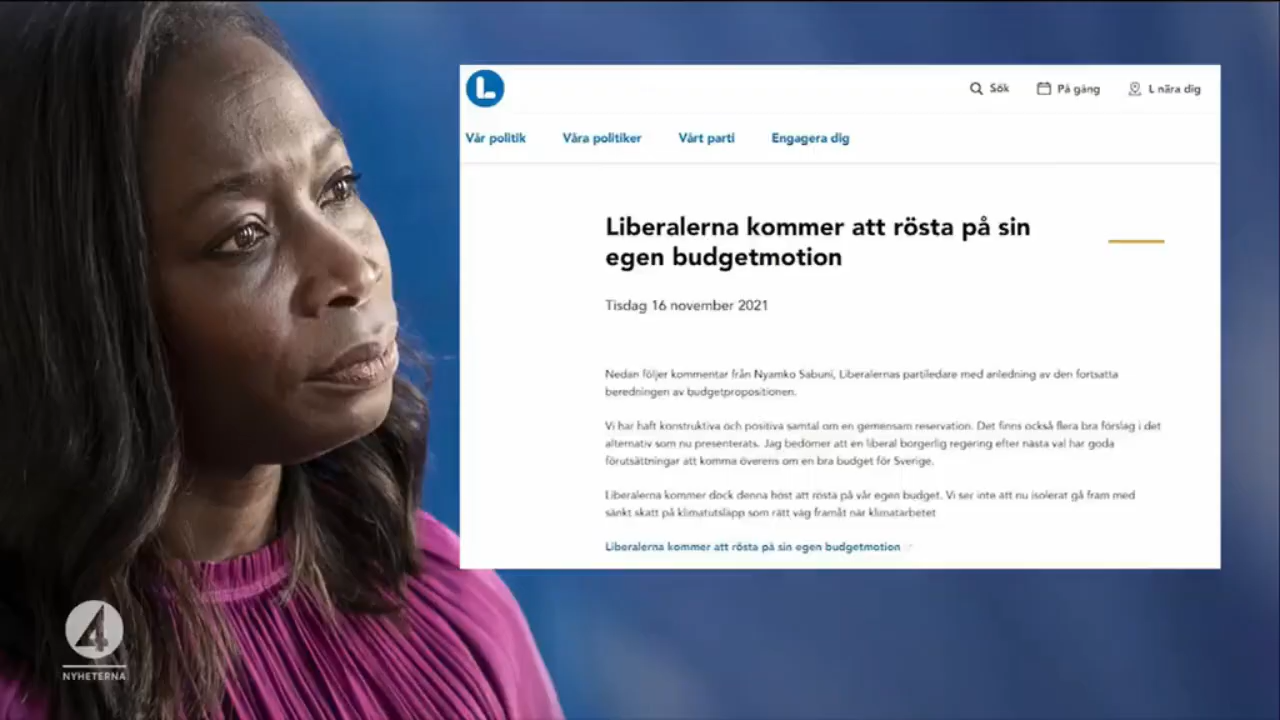 L
Sök
På gång
L nära dig
Vår politik
Våra politiker
Vårt parti
Engagera dig
Liberalerna kommer att rösta på sin
egen budgetmotion
Tisdag 16 november 2021
Nedan följer kommentar från Nyamko Sabuni, Liberalernas partiledare med anledning av den fortsatta
beredningen av budgetpropositionen.
Vi har haft konstruktiva och positiva samtal om en gemensam reservation. Det finns också flera bra förslag i det
alternativ som nu presenterats. Jag bedömer att en liberal borgerlig regering efter nästa val har goda
förutsättningar att komma överens om en bra budget för Sverige.
Liberalerna kommer dock denna höst att rösta på vår egen budget. Vi ser inte att nu isolerat gå fram med
sänkt skatt på klimatutsläpp som rätt väg framåt när klimatarbetet
Liberalerna kommer att rösta på sin egen budgetmotion
4
NYHETERNA